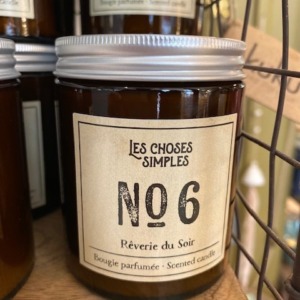 LES CHOSES
SIMPLES
No 6
Rêverie du Soir
Bougie parfumée - Scented candle